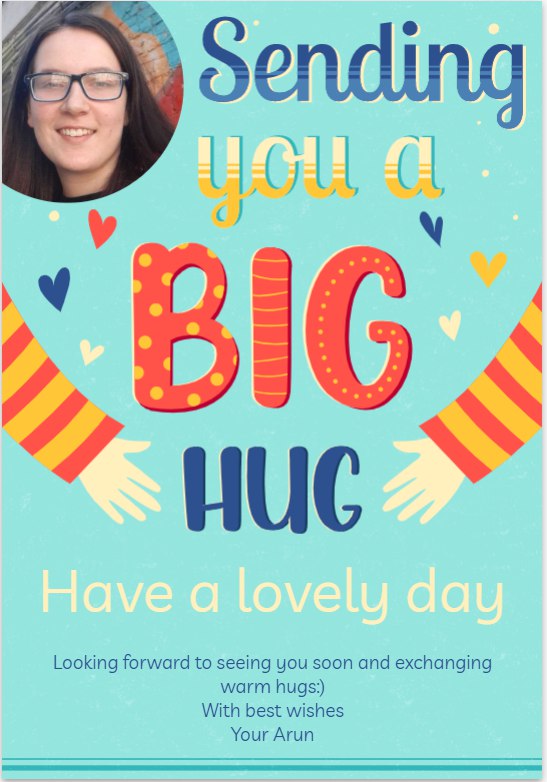 Sending
you a
BIG
HUG
Have a lovely day
Looking forward to seeing you soon and exchanging
warm hugs:)
With best wishes
Your Arun